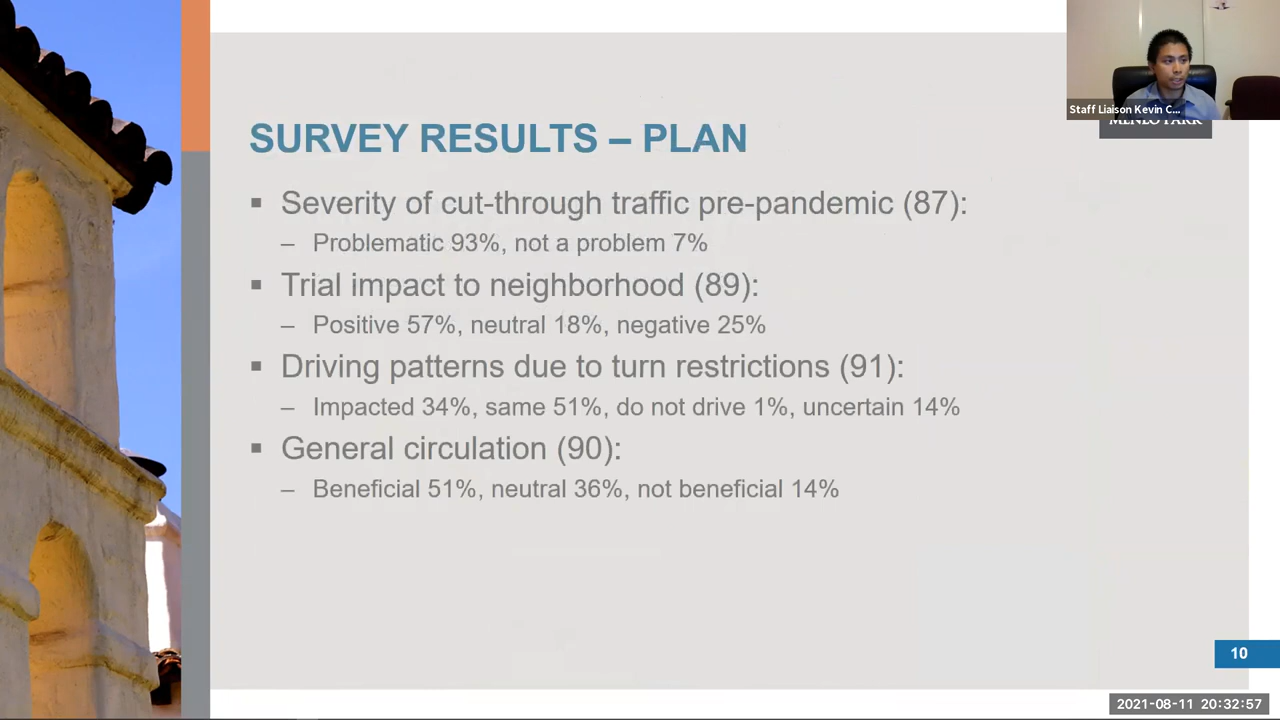 Staff Liaison Kevin C...
MENLO PARK
SURVEY RESULTS – PLAN
▪ Severity of cut-through traffic pre-pandemic (87):
– Problematic 93%, not a problem 7%
▪ Trial impact to neighborhood (89):
– Positive 57%, neutral 18%, negative 25%
▪ Driving patterns due to turn restrictions (91):
– Impacted 34%, same 51%, do not drive 1%, uncertain 14%
▪ General circulation (90):
– Beneficial 51%, neutral 36%, not beneficial 14%
10
2021-08-11 20:32:57